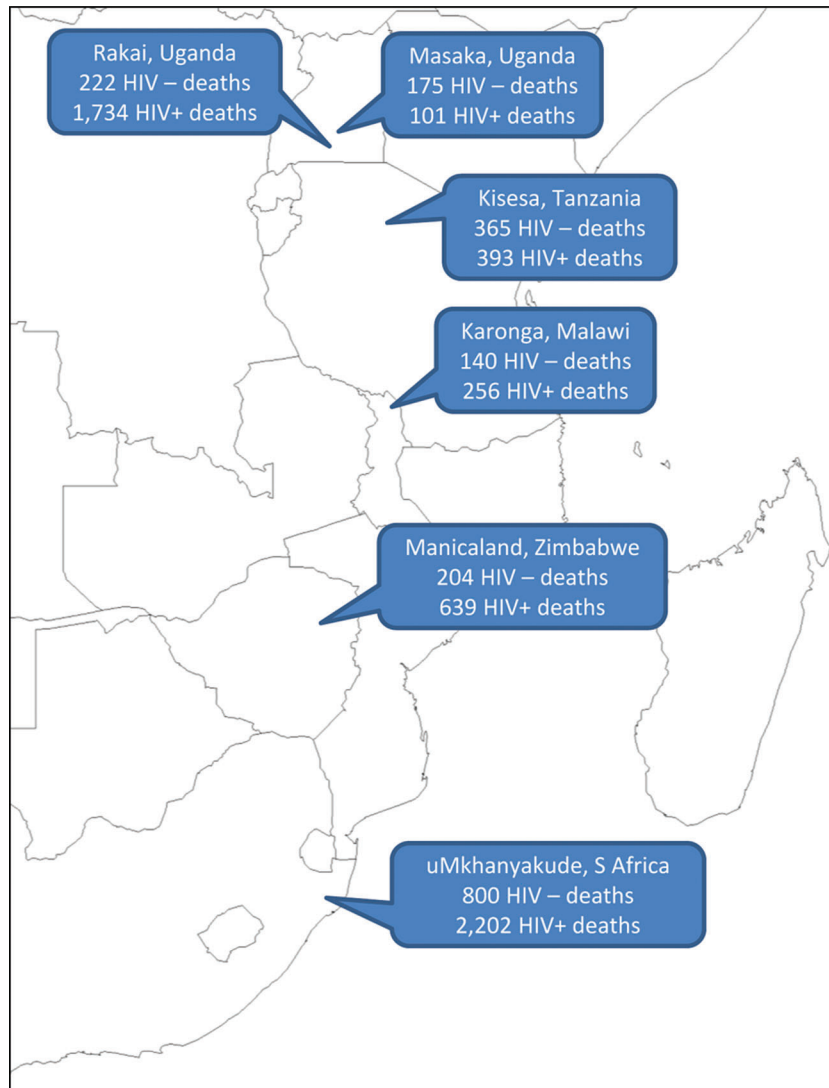 Rakai, Uganda
222 HIV – deaths
1,734 HIV+ deaths
Masaka, Uganda
175 HIV – deaths
101 HIV+ deaths
Kisesa, Tanzania
365 HIV – deaths
393 HIV+ deaths
Karonga, Malawi
140 HIV – deaths
256 HIV+ deaths
Manicaland, Zimbabwe
204 HIV – deaths
639 HIV+ deaths
uMkhanyakude, S Africa
800 HIV – deaths
2,202 HIV+ deaths